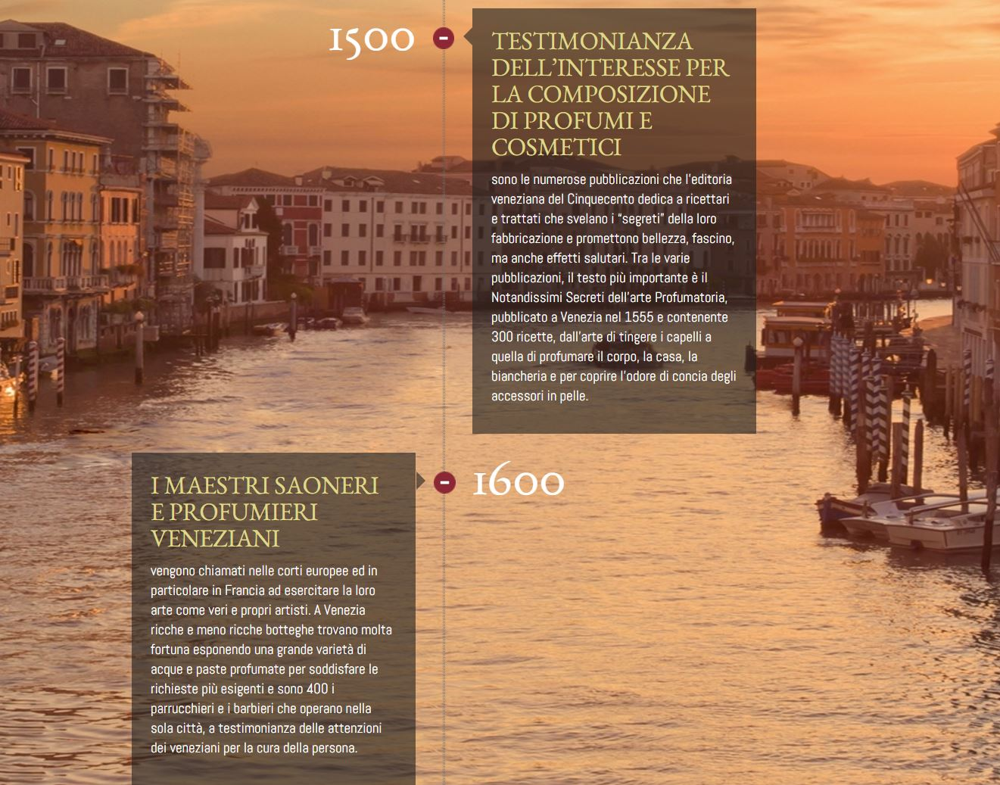 1500
TESTIMONIANZA
DELL’INTERESSE PER
LA COMPOSIZIONE
DI PROFUMI E
COSMETICI
sono le numerose pubblicazioni che l’editoria
veneziana del Cinquecento dedica a ricettari
e trattati che svelano i “segreti” della loro
fabbricazione e promettono bellezza, fascino,
ma anche effetti salutari. Tra le varie
pubblicazioni, il testo più importante è il
Notandissimi Secreti dell’arte Profumatoria,
pubblicato a Venezia nel 1555 e contenente
300 ricette, dall’arte di tingere i capelli a
quella di profumare il corpo, la casa, la
biancheria e per coprire l’odore di concia degli
accessori in pelle.
1600
I MAESTRI SAONERI
E PROFUMIERI
VENEZIANI
vengono chiamati nelle corti europee ed in
particolare in Francia ad esercitare la loro
arte come veri e propri artisti. A Venezia
ricche e meno ricche botteghe trovano molta
fortuna esponendo una grande varietà di
acque e paste profumate per soddisfare le
richieste più esigenti e sono 400 i
parrucchieri e i barbieri che operano nella
sola città, a testimonianza delle attenzioni
dei veneziani per la cura della persona.